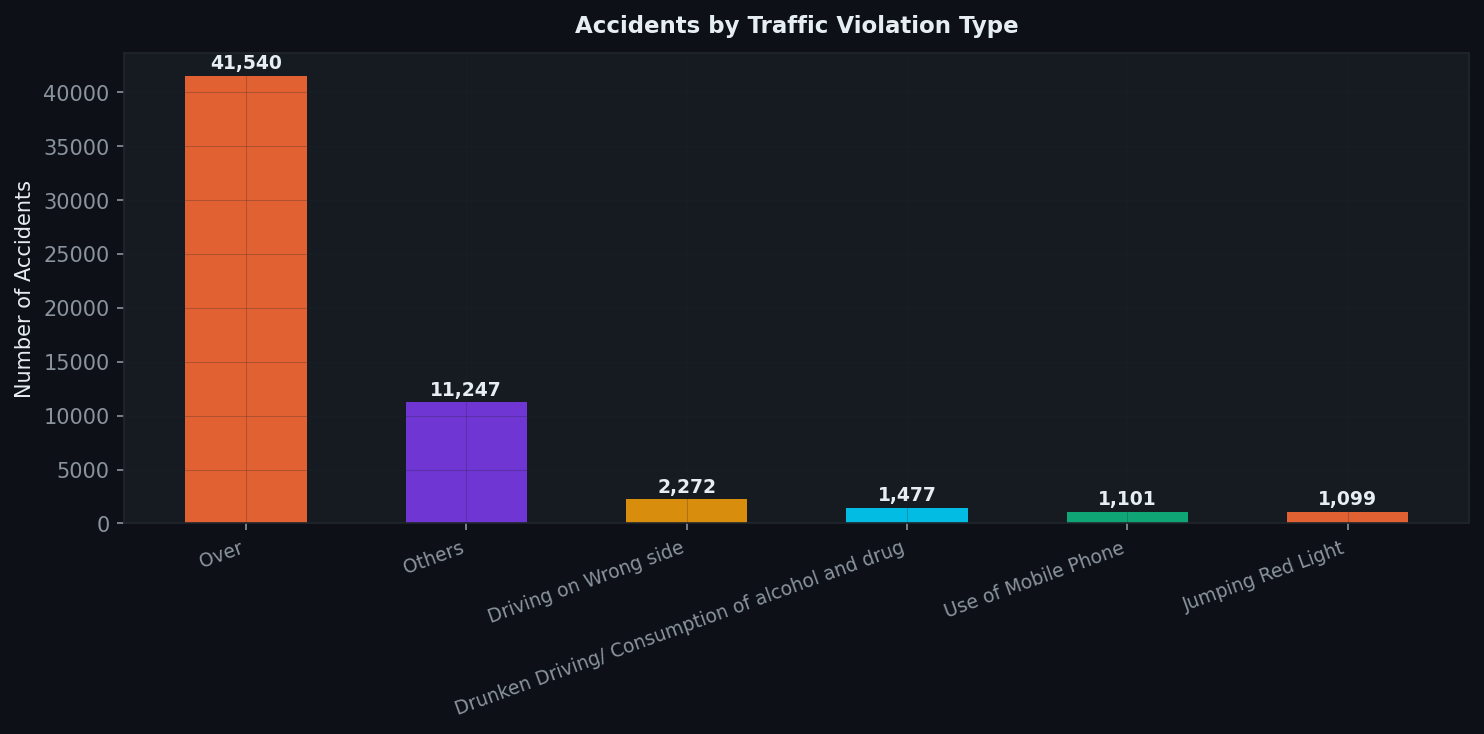 Accidents by Traffic Violation Type
Number of Accidents
40000
35000
30000
25000
20000
15000
10000
5000
0
41,540
11,247
2,272
1,477
1,101
1,099
Over
Others
Driving on Wrong side
Drunken Driving/ Consumption of alcohol and drug
Use of Mobile Phone
Jumping Red Light